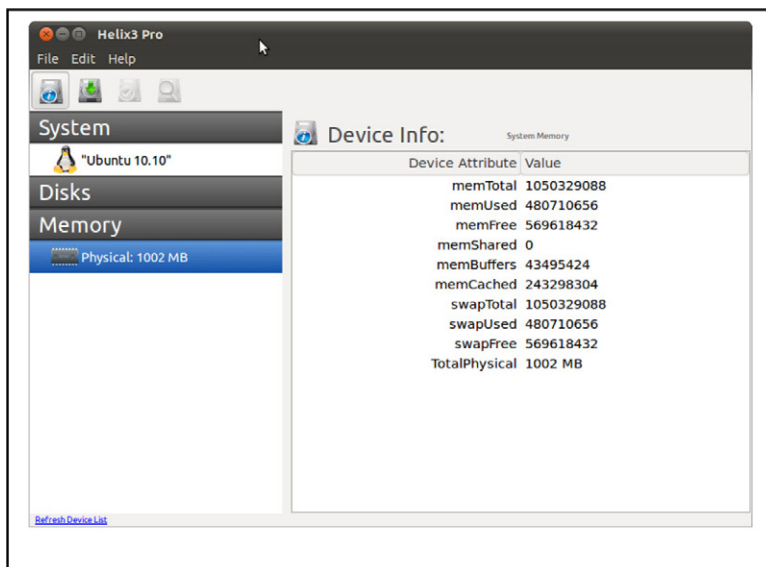 Helix3 Pro
File Edit Help
System
"Ubuntu 10.10"
Disks
Memory
Physical: 1002 MB
Refresh Device List
Device Info: System Memory
Device Attribute Value
memTotal 1050329088
memUsed 480710656
memFree 569618432
memShared 0
memBuffers 43495424
memCached 243298304
swapTotal 1050329088
swapUsed 480710656
swapFree 569618432
TotalPhysical 1002 MB